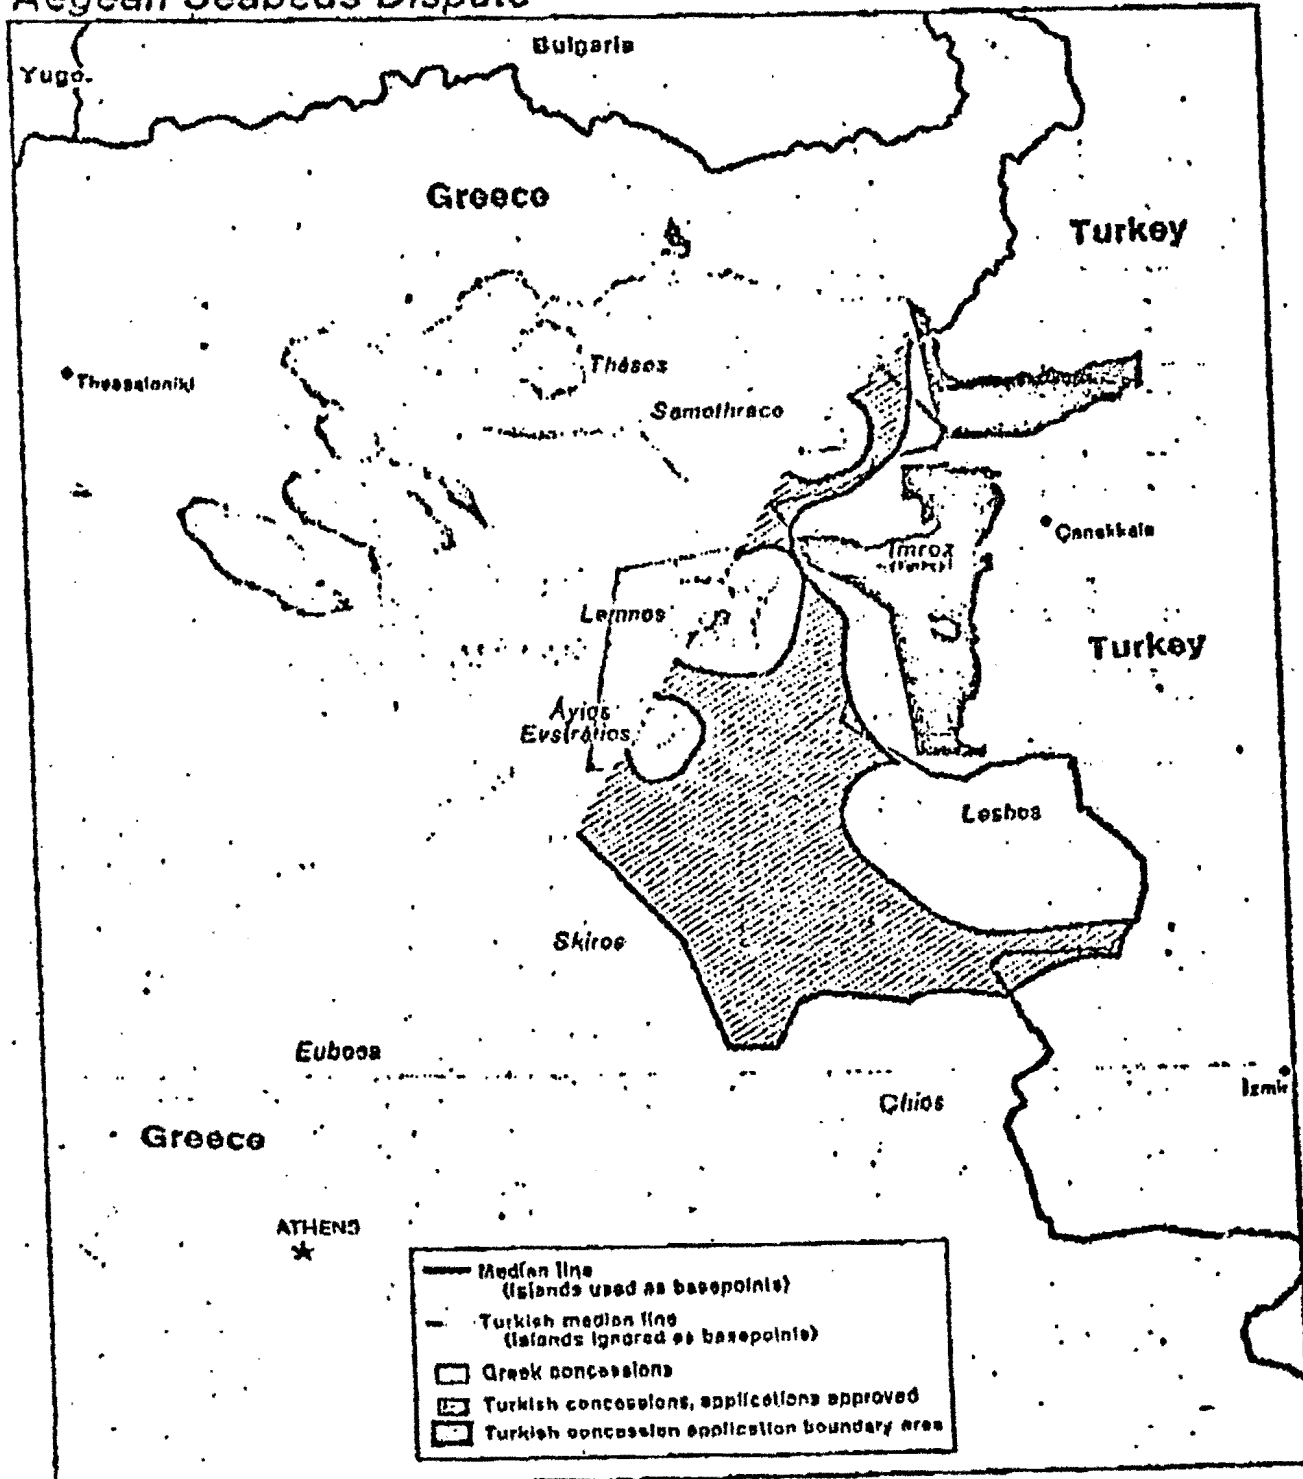 Aegean Seabeds Dispute
Bulgaria
Yugo.
Greece
Turkey
Thásos
Thessaloniki
Samothrace
Çanakkale
Imroz
Lemnos
Turkey
Áyios
Evstrátios
Lesbos
Skiros
Euboea
Izmir
Chios
Greece
ATHENS
Median line
(Islands used as basepoints)
Turkish median line
(Islands ignored as basepoints)
Greek concessions
Turkish concessions, applications approved
Turkish concession application boundary area